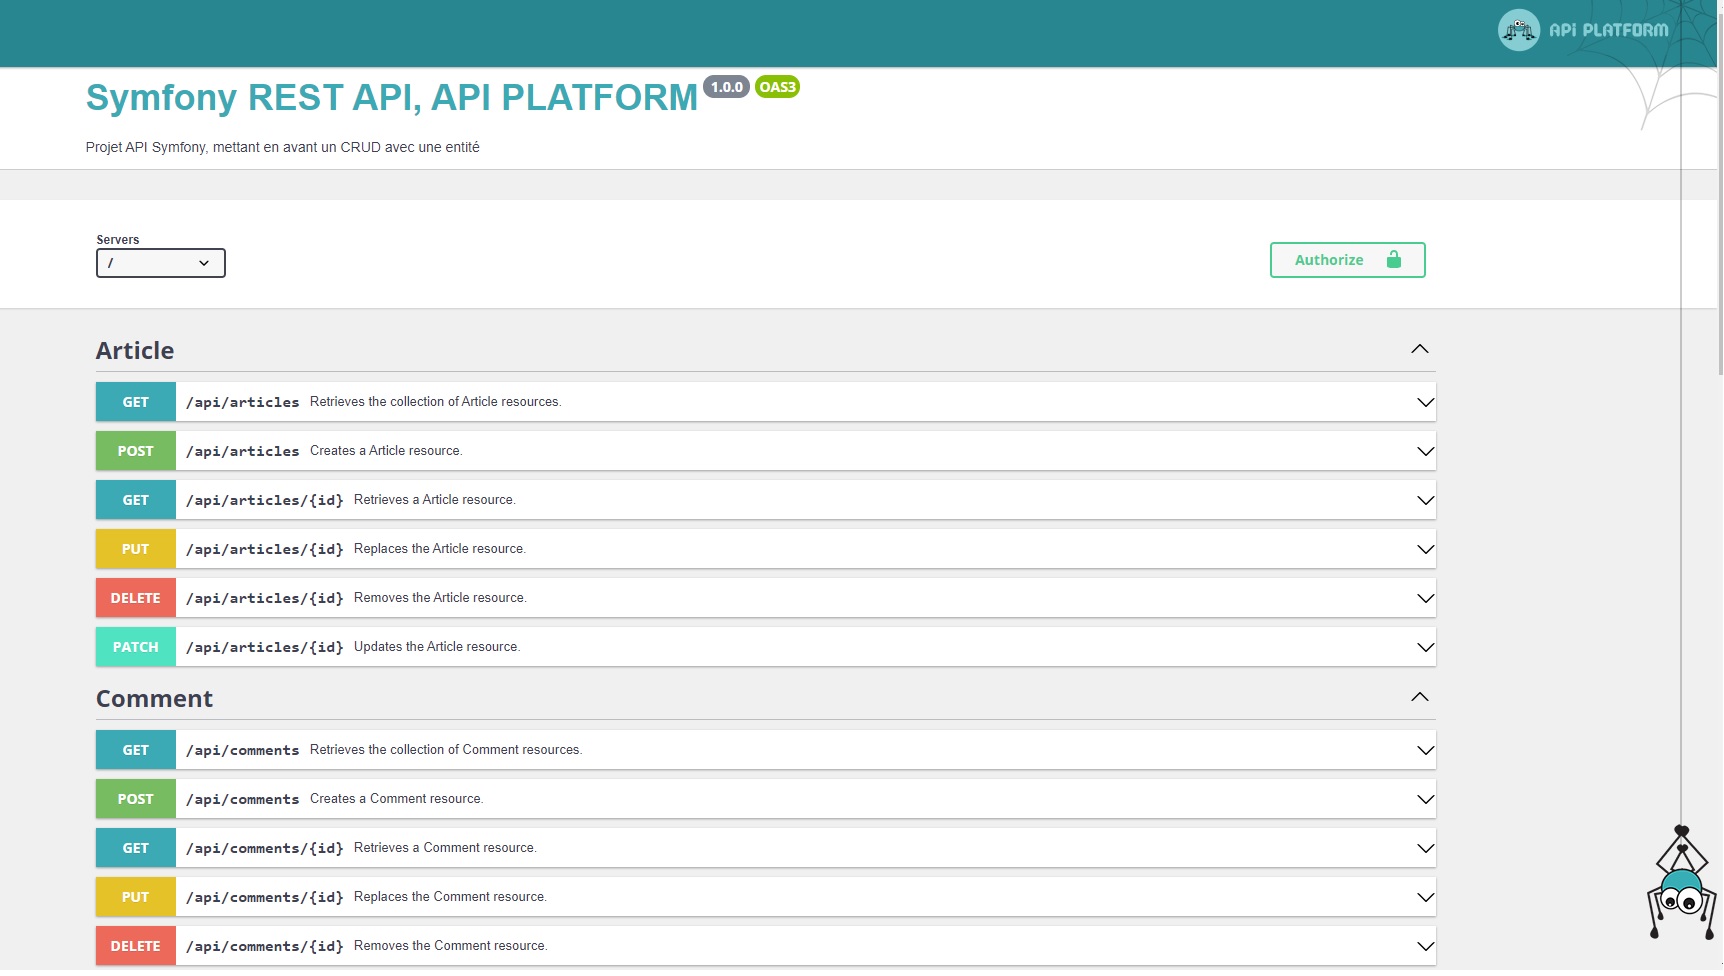 API PLATFORM
Symfony REST API, API PLATFORM 1.0.0 OAS3
Projet API Symfony, mettant en avant un CRUD avec une entité
Servers
/
Authorize
Article
GET /api/articles Retrieves the collection of Article resources.
POST /api/articles Creates a Article resource.
GET /api/articles/{id} Retrieves a Article resource.
PUT /api/articles/{id} Replaces the Article resource.
DELETE /api/articles/{id} Removes the Article resource.
PATCH /api/articles/{id} Updates the Article resource.
Comment
GET /api/comments Retrieves the collection of Comment resources.
POST /api/comments Creates a Comment resource.
GET /api/comments/{id} Retrieves a Comment resource.
PUT /api/comments/{id} Replaces the Comment resource.
DELETE /api/comments/{id} Removes the Comment resource.